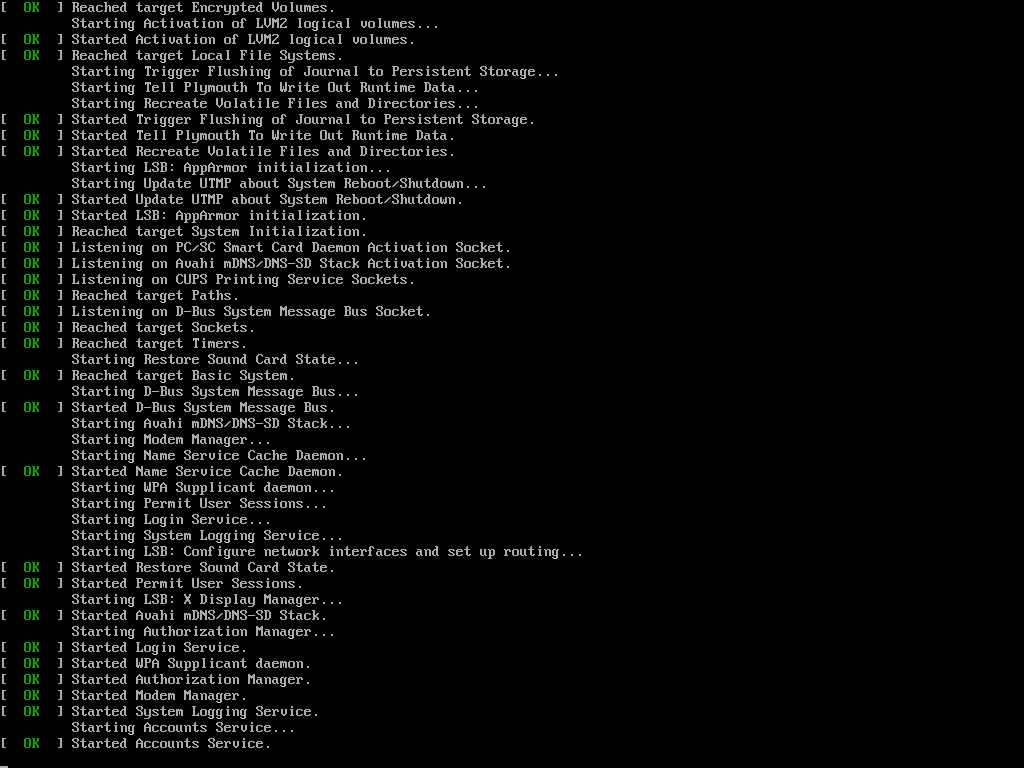 [  OK  ] Reached target Encrypted Volumes.
         Starting Activation of LVM2 logical volumes...
[  OK  ] Started Activation of LVM2 logical volumes.
[  OK  ] Reached target Local File Systems.
         Starting Trigger Flushing of Journal to Persistent Storage...
         Starting Tell Plymouth To Write Out Runtime Data...
         Starting Recreate Volatile Files and Directories...
[  OK  ] Started Trigger Flushing of Journal to Persistent Storage.
[  OK  ] Started Tell Plymouth To Write Out Runtime Data.
[  OK  ] Started Recreate Volatile Files and Directories.
         Starting LSB: AppArmor initialization...
         Starting Update UTMP about System Reboot/Shutdown...
[  OK  ] Started Update UTMP about System Reboot/Shutdown.
[  OK  ] Started LSB: AppArmor initialization.
[  OK  ] Reached target System Initialization.
[  OK  ] Listening on PC/SC Smart Card Daemon Activation Socket.
[  OK  ] Listening on Avahi mDNS/DNS-SD Stack Activation Socket.
[  OK  ] Listening on CUPS Printing Service Sockets.
[  OK  ] Reached target Paths.
[  OK  ] Listening on D-Bus System Message Bus Socket.
[  OK  ] Reached target Sockets.
[  OK  ] Reached target Timers.
         Starting Restore Sound Card State...
[  OK  ] Reached target Basic System.
         Starting D-Bus System Message Bus...
[  OK  ] Started D-Bus System Message Bus.
         Starting Avahi mDNS/DNS-SD Stack...
         Starting Modem Manager...
         Starting Name Service Cache Daemon...
[  OK  ] Started Name Service Cache Daemon.
         Starting WPA Supplicant daemon...
         Starting Permit User Sessions...
         Starting Login Service...
         Starting System Logging Service...
         Starting LSB: Configure network interfaces and set up routing...
[  OK  ] Started Restore Sound Card State.
[  OK  ] Started Permit User Sessions.
         Starting LSB: X Display Manager...
[  OK  ] Started Avahi mDNS/DNS-SD Stack.
         Starting Authorization Manager...
[  OK  ] Started Login Service.
[  OK  ] Started WPA Supplicant daemon.
[  OK  ] Started Authorization Manager.
[  OK  ] Started Modem Manager.
[  OK  ] Started System Logging Service.
         Starting Accounts Service...
[  OK  ] Started Accounts Service.